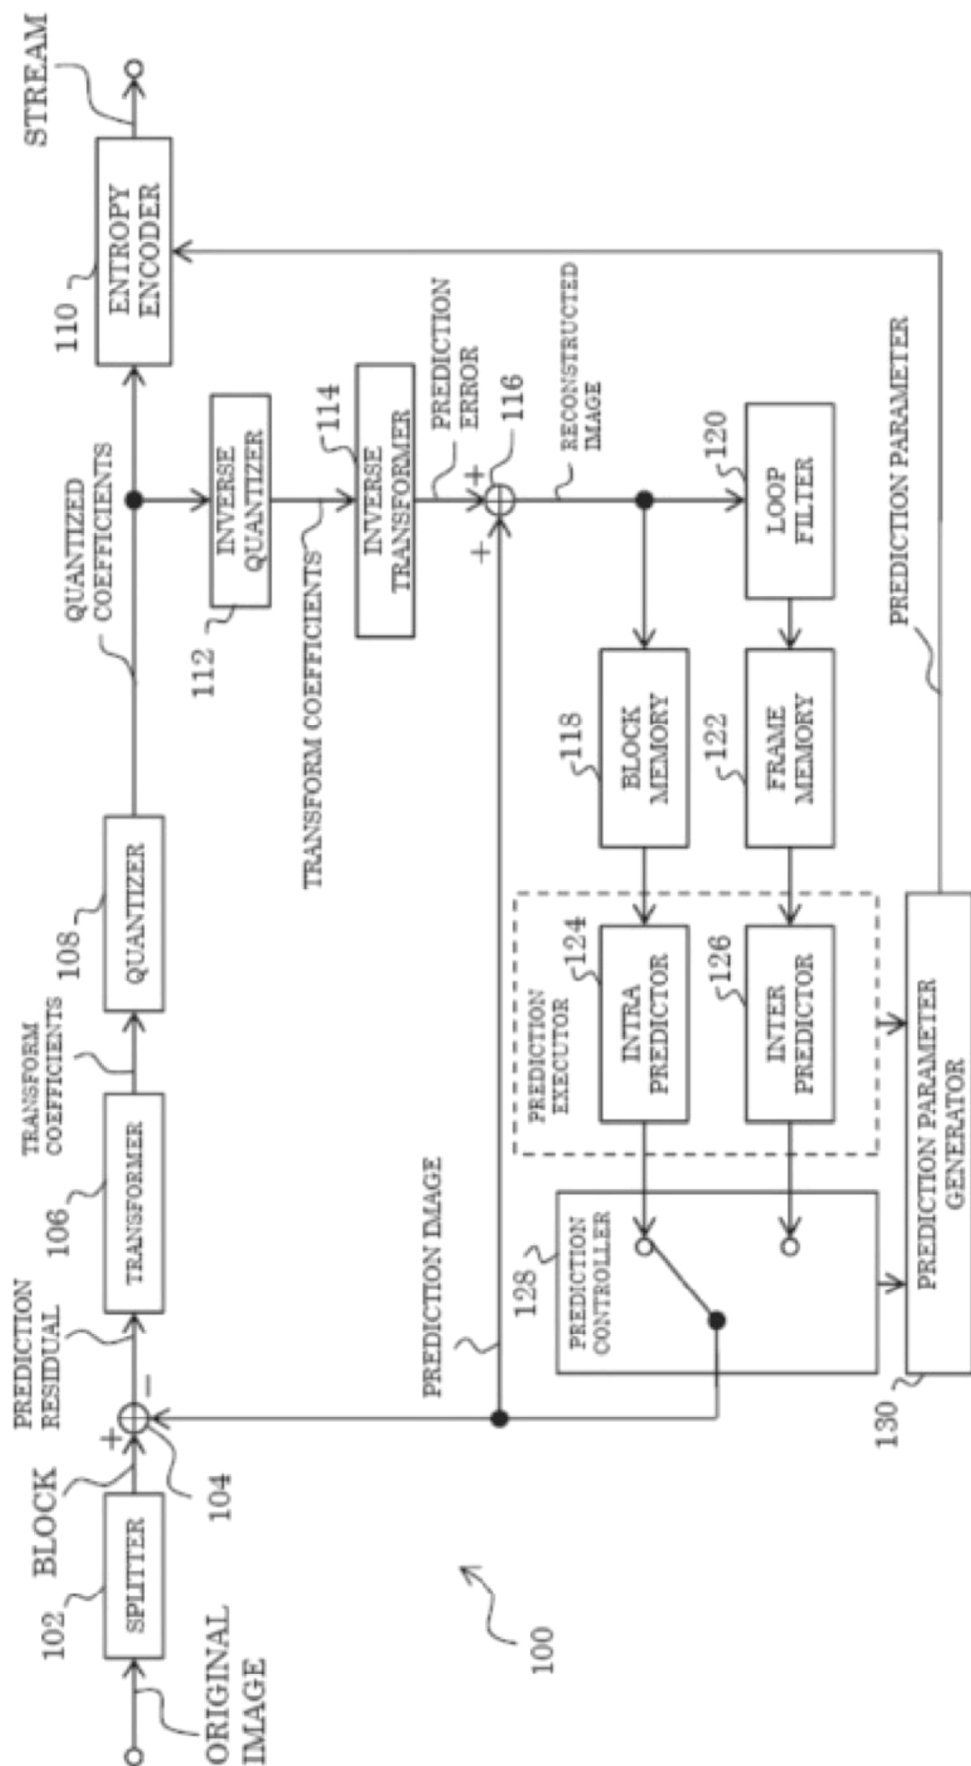 ORIGINAL
IMAGE
102
SPLITTER
BLOCK
104
PREDICTION
RESIDUAL
106
TRANSFORMER
TRANSFORM
COEFFICIENTS
108
QUANTIZER
QUANTIZED
COEFFICIENTS
110
ENTROPY
ENCODER
STREAM
+
−
112
INVERSE
QUANTIZER
TRANSFORM COEFFICIENTS
114
INVERSE
TRANSFORMER
PREDICTION
ERROR
+
+
116
RECONSTRUCTED
IMAGE
PREDICTION IMAGE
128
PREDICTION
CONTROLLER
PREDICTION
EXECUTOR
124
INTRA
PREDICTOR
118
BLOCK
MEMORY
126
INTER
PREDICTOR
122
FRAME
MEMORY
120
LOOP
FILTER
130
PREDICTION PARAMETER
GENERATOR
PREDICTION PARAMETER
100